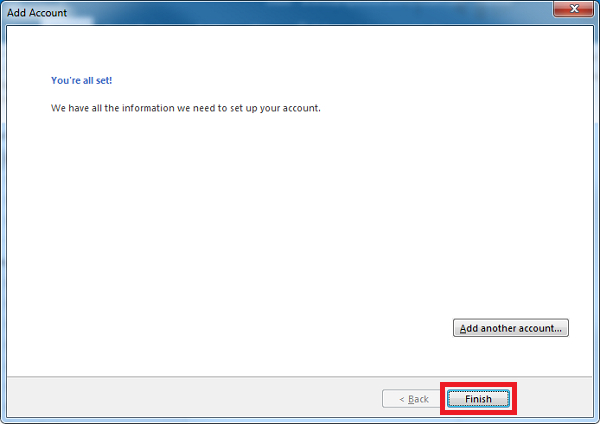 Add Account
You're all set!
We have all the information we need to set up your account.
Add another account...
< Back
Finish